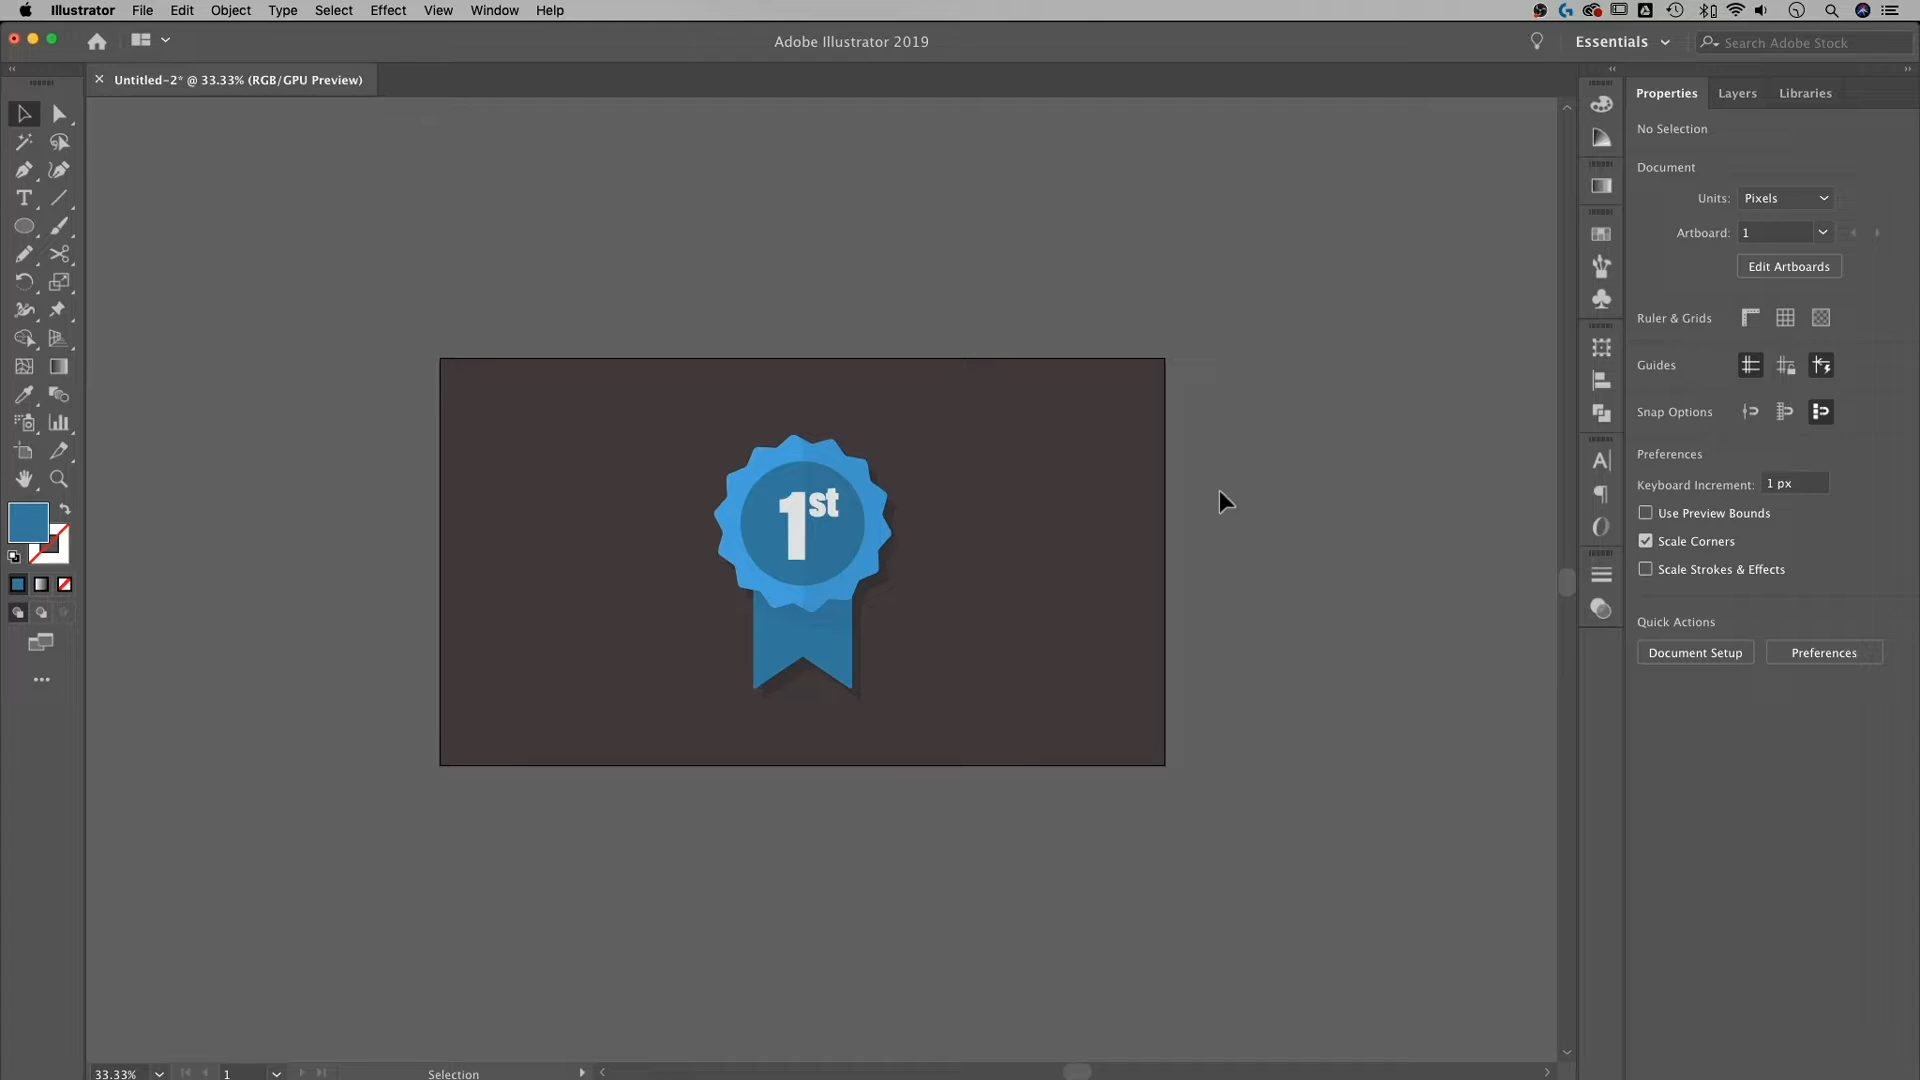 Illustrator File Edit Object Type Select Effect View Window Help
Adobe Illustrator 2019
Essentials
Search Adobe Stock
Untitled-2* @ 33.33% (RGB/GPU Preview)
Properties Layers Libraries
No Selection
Document
Units: Pixels
Artboard: 1
Edit Artboards
Ruler & Grids
Guides
Snap Options
Preferences
Keyboard Increment: 1 px
Use Preview Bounds
Scale Corners
Scale Strokes & Effects
Quick Actions
Document Setup Preferences
1st
33.33% 1 Selection